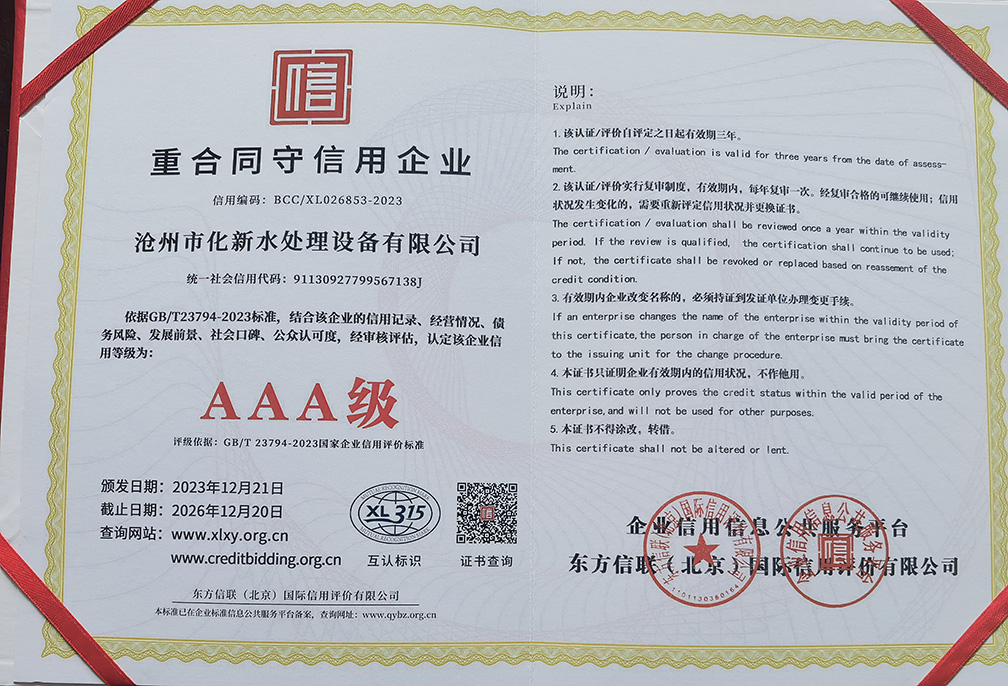 信
重合同守信用企业
信用编码：BCC/XL026853-2023
沧州市化新水处理设备有限公司
统一社会信用代码：91130927799567138J
依据GB/T23794-2023标准，结合该企业的信用记录、经营情况、债
务风险、发展前景、社会口碑、公众认可度，经审核评估，认定该企业信
用等级为：
AAA级
评级依据：GB/T 23794-2023国家企业信用评价标准
颁发日期：2023年12月21日
截止日期：2026年12月20日
查询网站：www.xlxy.org.cn
www.creditbidding.org.cn
XL 315
互认标识
证书查询
东方信联（北京）国际信用评价有限公司
本标准已在企业标准信息公共服务平台备案，查询网址：www.qybz.org.cn
说明：
Explain
1. 该认证/评价自评定之日起有效期三年。
The certification / evaluation is valid for three years from the date of assess-
ment.
2. 该认证/评价实行复审制度，有效期内，每年复审一次。经复审合格的可继续使用；信用
状况发生变化的，需要重新评定信用状况并更换证书。
The certification / evaluation shall be reviewed once a year within the validity
period. If the review is qualified, the certification shall continue to be used;
If not, the certificate shall be revoked or replaced based on reassement of the
credit condition.
3. 有效期内企业改变名称的，必须持证到发证单位办理变更手续。
If an enterprise changes the name of the enterprise within the validity period of
this certificate,the person in charge of the enterprise must bring the certificate
to the issuing unit for the change procedure.
4. 本证书只证明企业有效期内的信用状况，不作他用。
This certificate only proves the credit status within the valid period of the
enterprise,and will not be used for other purposes.
5. 本证书不得涂改，转借。
This certificate shall not be altered or lent.
企业信用信息公共服务平台
东方信联（北京）国际信用评价有限公司